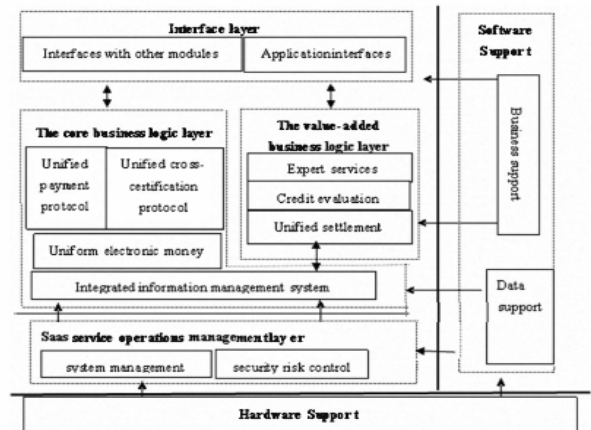 Interface layer
Interfaces with other modules
Applicationinterfaces
Software
Support
Business support
The core business logic layer
Unified
payment
protocol
Unified cross-
certification
protocol
Uniform electronic money
The value-added
business logic layer
Expert services
Credit evaluation
Unified settlement
Integrated information management system
Data
support
Saas service operations managementlayer
system management
security risk control
Hardware Support